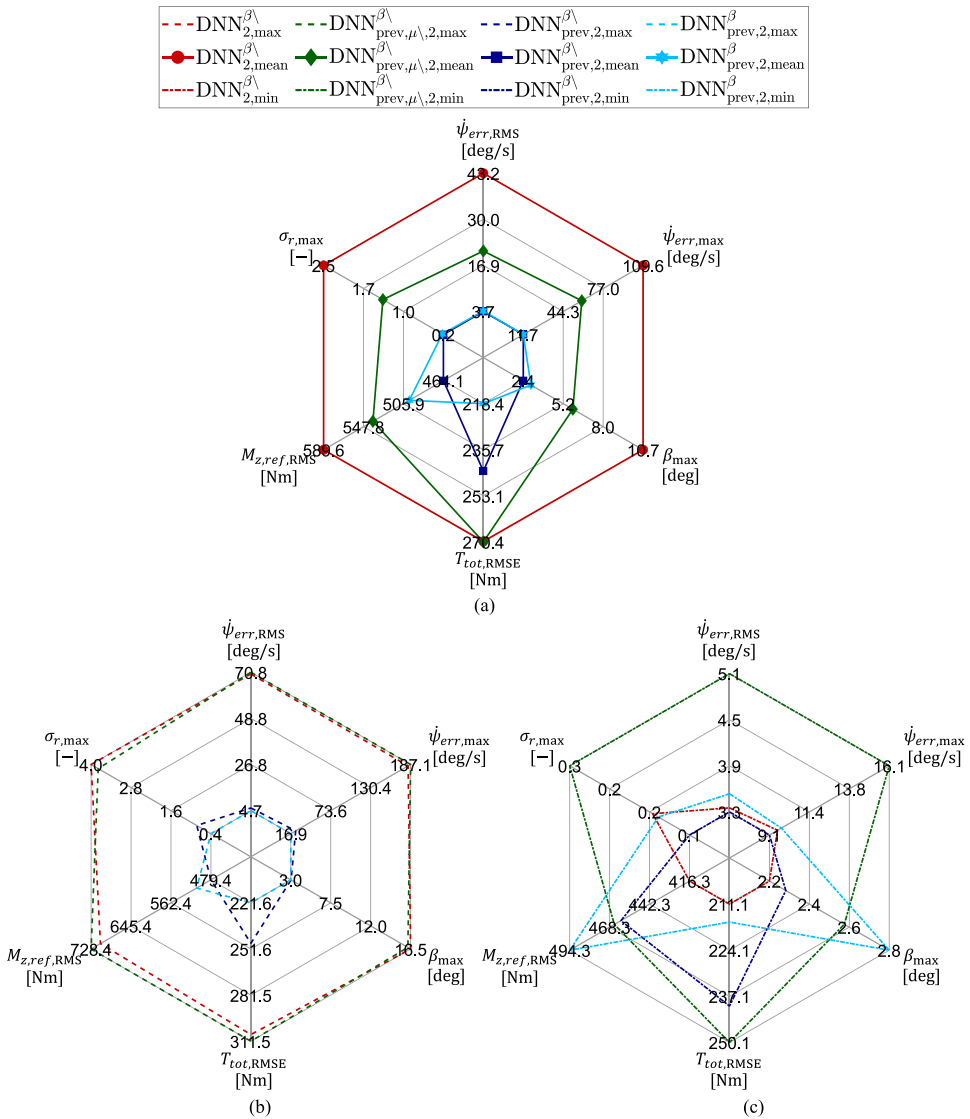 DNN^{β\}_{2,max} DNN^{β\}_{prev,μ\,2,max} DNN^{β\}_{prev,2,max} DNN^{β}_{prev,2,max}
DNN^{β\}_{2,mean} DNN^{β\}_{prev,μ\,2,mean} DNN^{β\}_{prev,2,mean} DNN^{β}_{prev,2,mean}
DNN^{β\}_{2,min} DNN^{β\}_{prev,μ\,2,min} DNN^{β\}_{prev,2,min} DNN^{β}_{prev,2,min}
ψ̇_{err,RMS}
[deg/s]
43.2
30.0
16.9
3.7
ψ̇_{err,max}
[deg/s]
109.6
77.0
44.3
11.7
β_{max}
[deg]
10.7
8.0
5.2
2.4
T_{tot,RMSE}
[Nm]
270.4
253.1
235.7
218.4
M_{z,ref,RMS}
[Nm]
589.6
547.8
505.9
464.1
σ_{r,max}
[−]
2.5
1.7
1.0
0.2
(a)
ψ̇_{err,RMS}
[deg/s]
70.8
48.8
26.8
4.7
ψ̇_{err,max}
[deg/s]
187.1
130.4
73.6
16.9
β_{max}
[deg]
16.5
12.0
7.5
3.0
T_{tot,RMSE}
[Nm]
311.5
281.5
251.6
221.6
M_{z,ref,RMS}
[Nm]
728.4
645.4
562.4
479.4
σ_{r,max}
[−]
4.0
2.8
1.6
0.4
(b)
ψ̇_{err,RMS}
[deg/s]
5.1
4.5
3.9
3.3
ψ̇_{err,max}
[deg/s]
16.1
13.8
11.4
9.1
β_{max}
[deg]
2.8
2.6
2.4
2.2
T_{tot,RMSE}
[Nm]
250.1
237.1
224.1
211.1
M_{z,ref,RMS}
[Nm]
494.3
468.3
442.3
416.3
σ_{r,max}
[−]
0.3
0.2
0.2
0.1
(c)